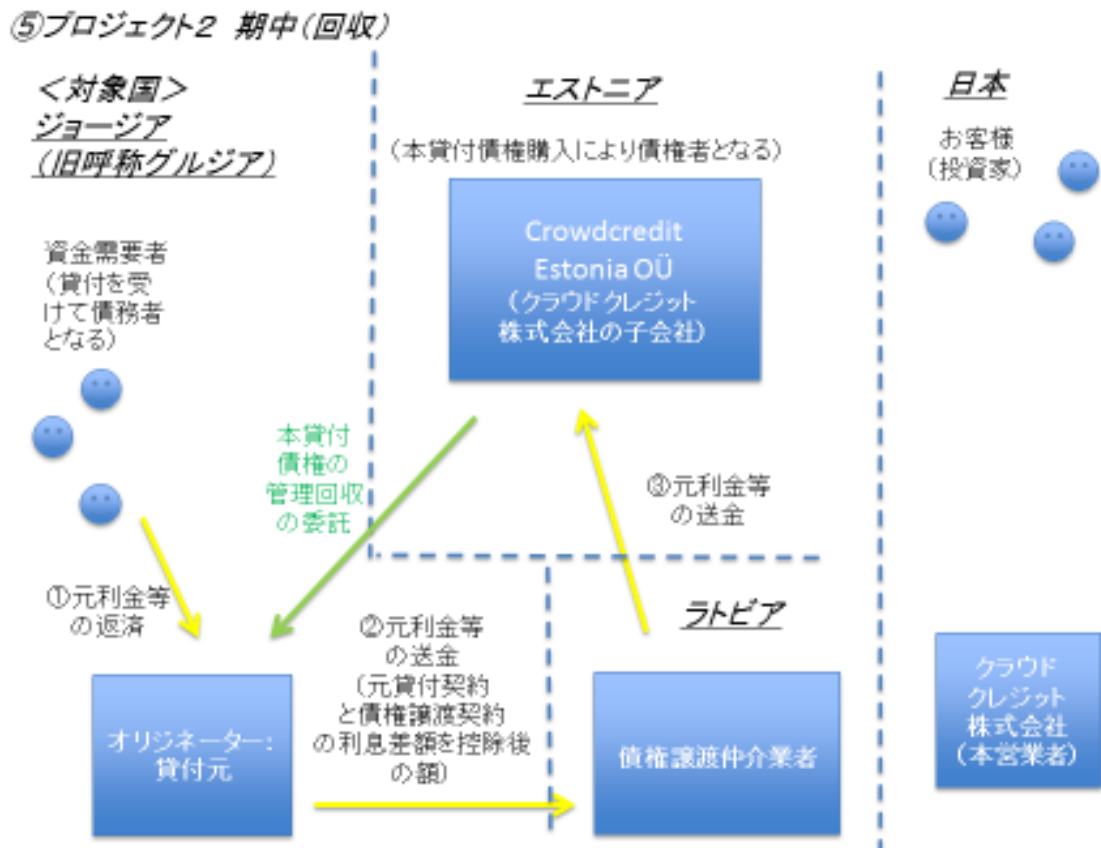 ⑤プロジェクト2 期中(回収)
＜対象国＞
ジョージア
(旧呼称グルジア)
資金需要者
(貸付を受
けて債務者
となる)
①元利金等
の返済
オリジネーター：
貸付元
エストニア
(本貸付債権購入により債権者となる)
Crowdcredit
Estonia OÜ
(クラウドクレジット
株式会社の子会社)
本貸付
債権の
管理回収
の委託
②元利金等
の送金
(元貸付契約
と債権譲渡契約
の利息差額を控除後
の額)
③元利金等
の送金
ラトビア
債権譲渡仲介業者
日本
お客様
(投資家)
クラウド
クレジット
株式会社
(本営業者)